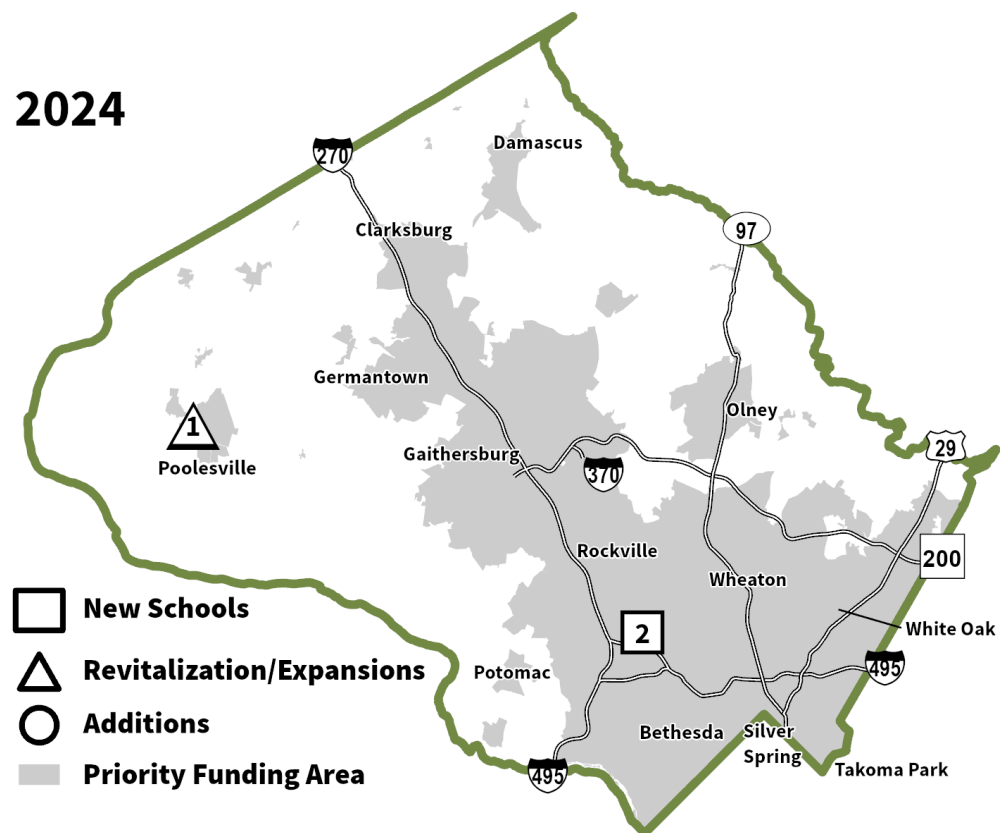 2024
Damascus
270
97
Clarksburg
Germantown
Olney
1
Gaithersburg
29
Poolesville
370
Rockville
200
Wheaton
New Schools
White Oak
2
495
Revitalization/Expansions
Potomac
Additions
Bethesda
Silver
Spring
Priority Funding Area
495
Takoma Park